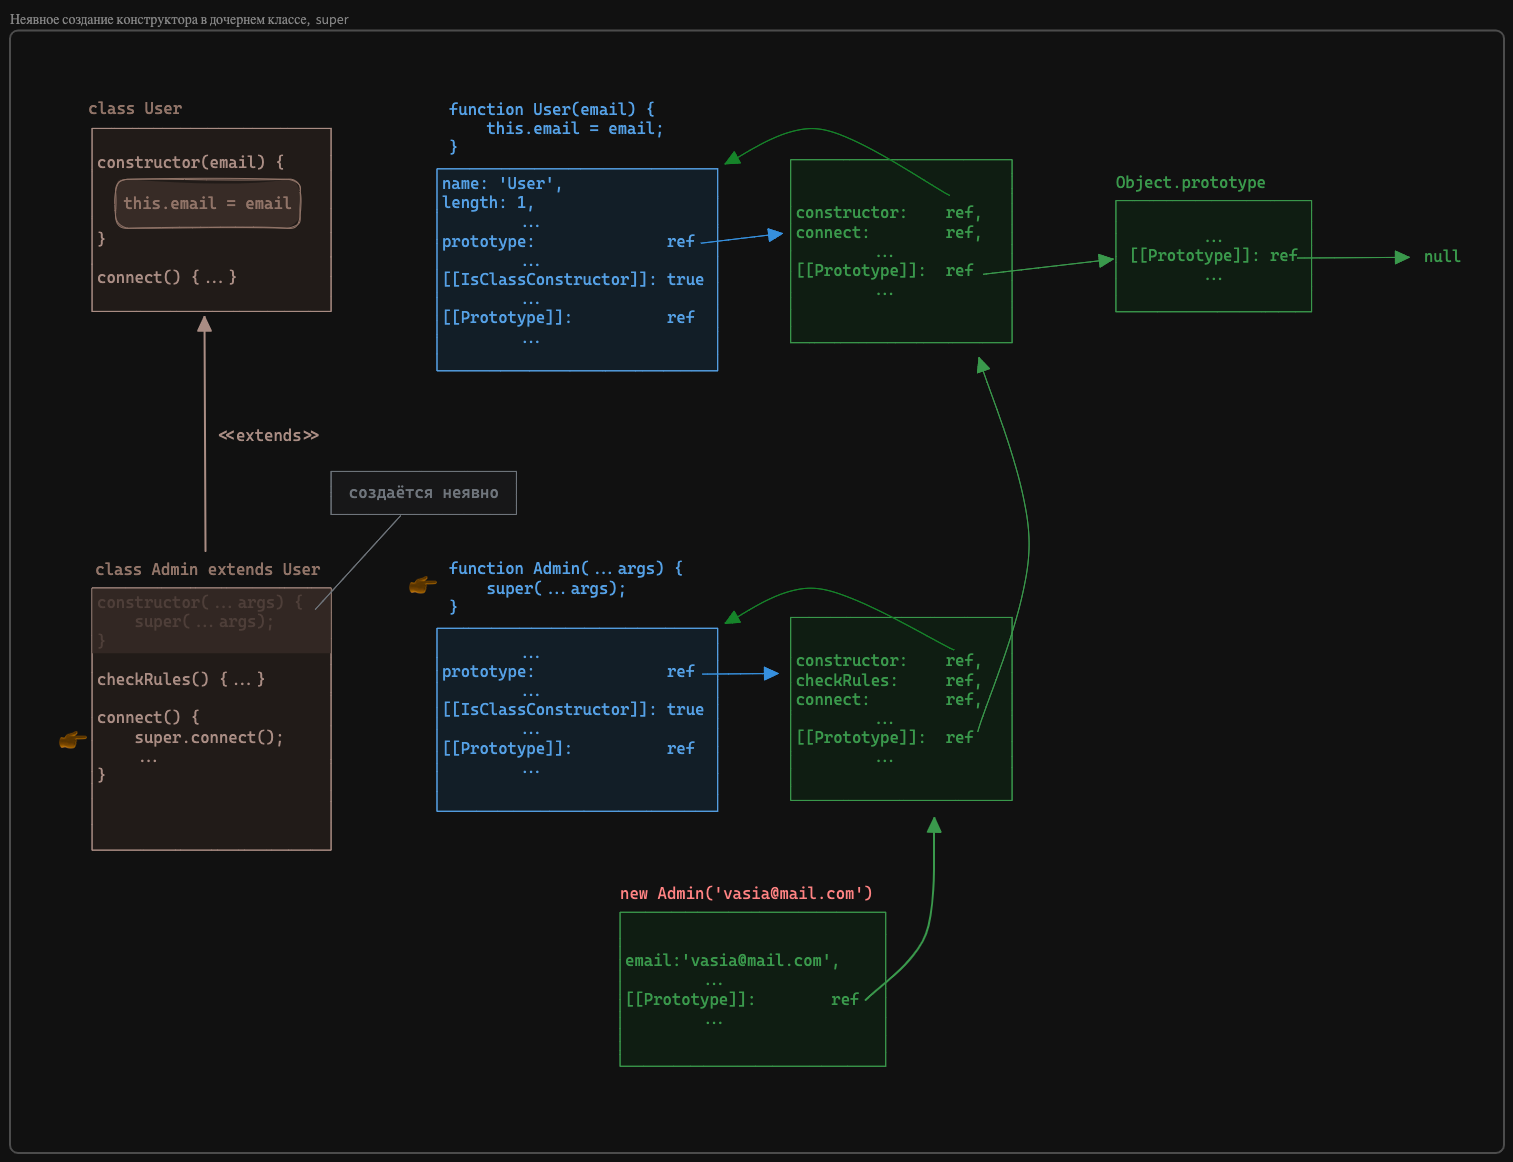 Неявное создание конструктора в дочернем классе, super
class User
constructor(email) {
this.email = email
}
connect() {...}
<<extends>>
создаётся неявно
class Admin extends User
constructor(...args) {
super(...args);
}
checkRules() {...}
connect() {
super.connect();
...
}
function User(email) {
this.email = email;
}
name: 'User',
length: 1,
...
prototype: ref
...
[[IsClassConstructor]]: true
...
[[Prototype]]: ref
...
constructor: ref,
connect: ref,
...
[[Prototype]]: ref
...
Object.prototype
...
[[Prototype]]: ref
...
null
function Admin(...args) {
super(...args);
}
...
prototype: ref
...
[[IsClassConstructor]]: true
...
[[Prototype]]: ref
...
constructor: ref,
checkRules: ref,
connect: ref,
...
[[Prototype]]: ref
...
new Admin('vasia@mail.com')
email:'vasia@mail.com',
...
[[Prototype]]: ref
...